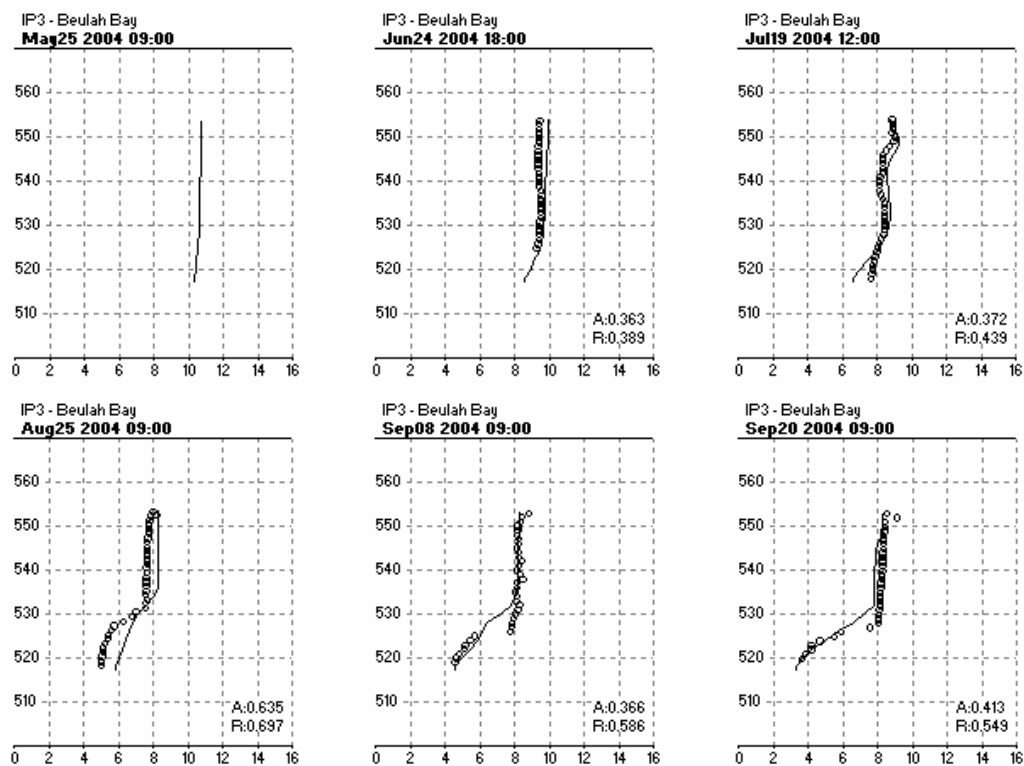 IP3 - Beulah Bay
May25 2004 09:00
560
550
540
530
520
510
0 2 4 6 8 10 12 14 16
IP3 - Beulah Bay
Jun24 2004 18:00
560
550
540
530
520
510
A:0.363
R:0.389
0 2 4 6 8 10 12 14 16
IP3 - Beulah Bay
Jul19 2004 12:00
560
550
540
530
520
510
A:0.372
R:0.439
0 2 4 6 8 10 12 14 16
IP3 - Beulah Bay
Aug25 2004 09:00
560
550
540
530
520
510
A:0.635
R:0.697
0 2 4 6 8 10 12 14 16
IP3 - Beulah Bay
Sep08 2004 09:00
560
550
540
530
520
510
A:0.366
R:0.586
0 2 4 6 8 10 12 14 16
IP3 - Beulah Bay
Sep20 2004 09:00
560
550
540
530
520
510
A:0.413
R:0.549
0 2 4 6 8 10 12 14 16